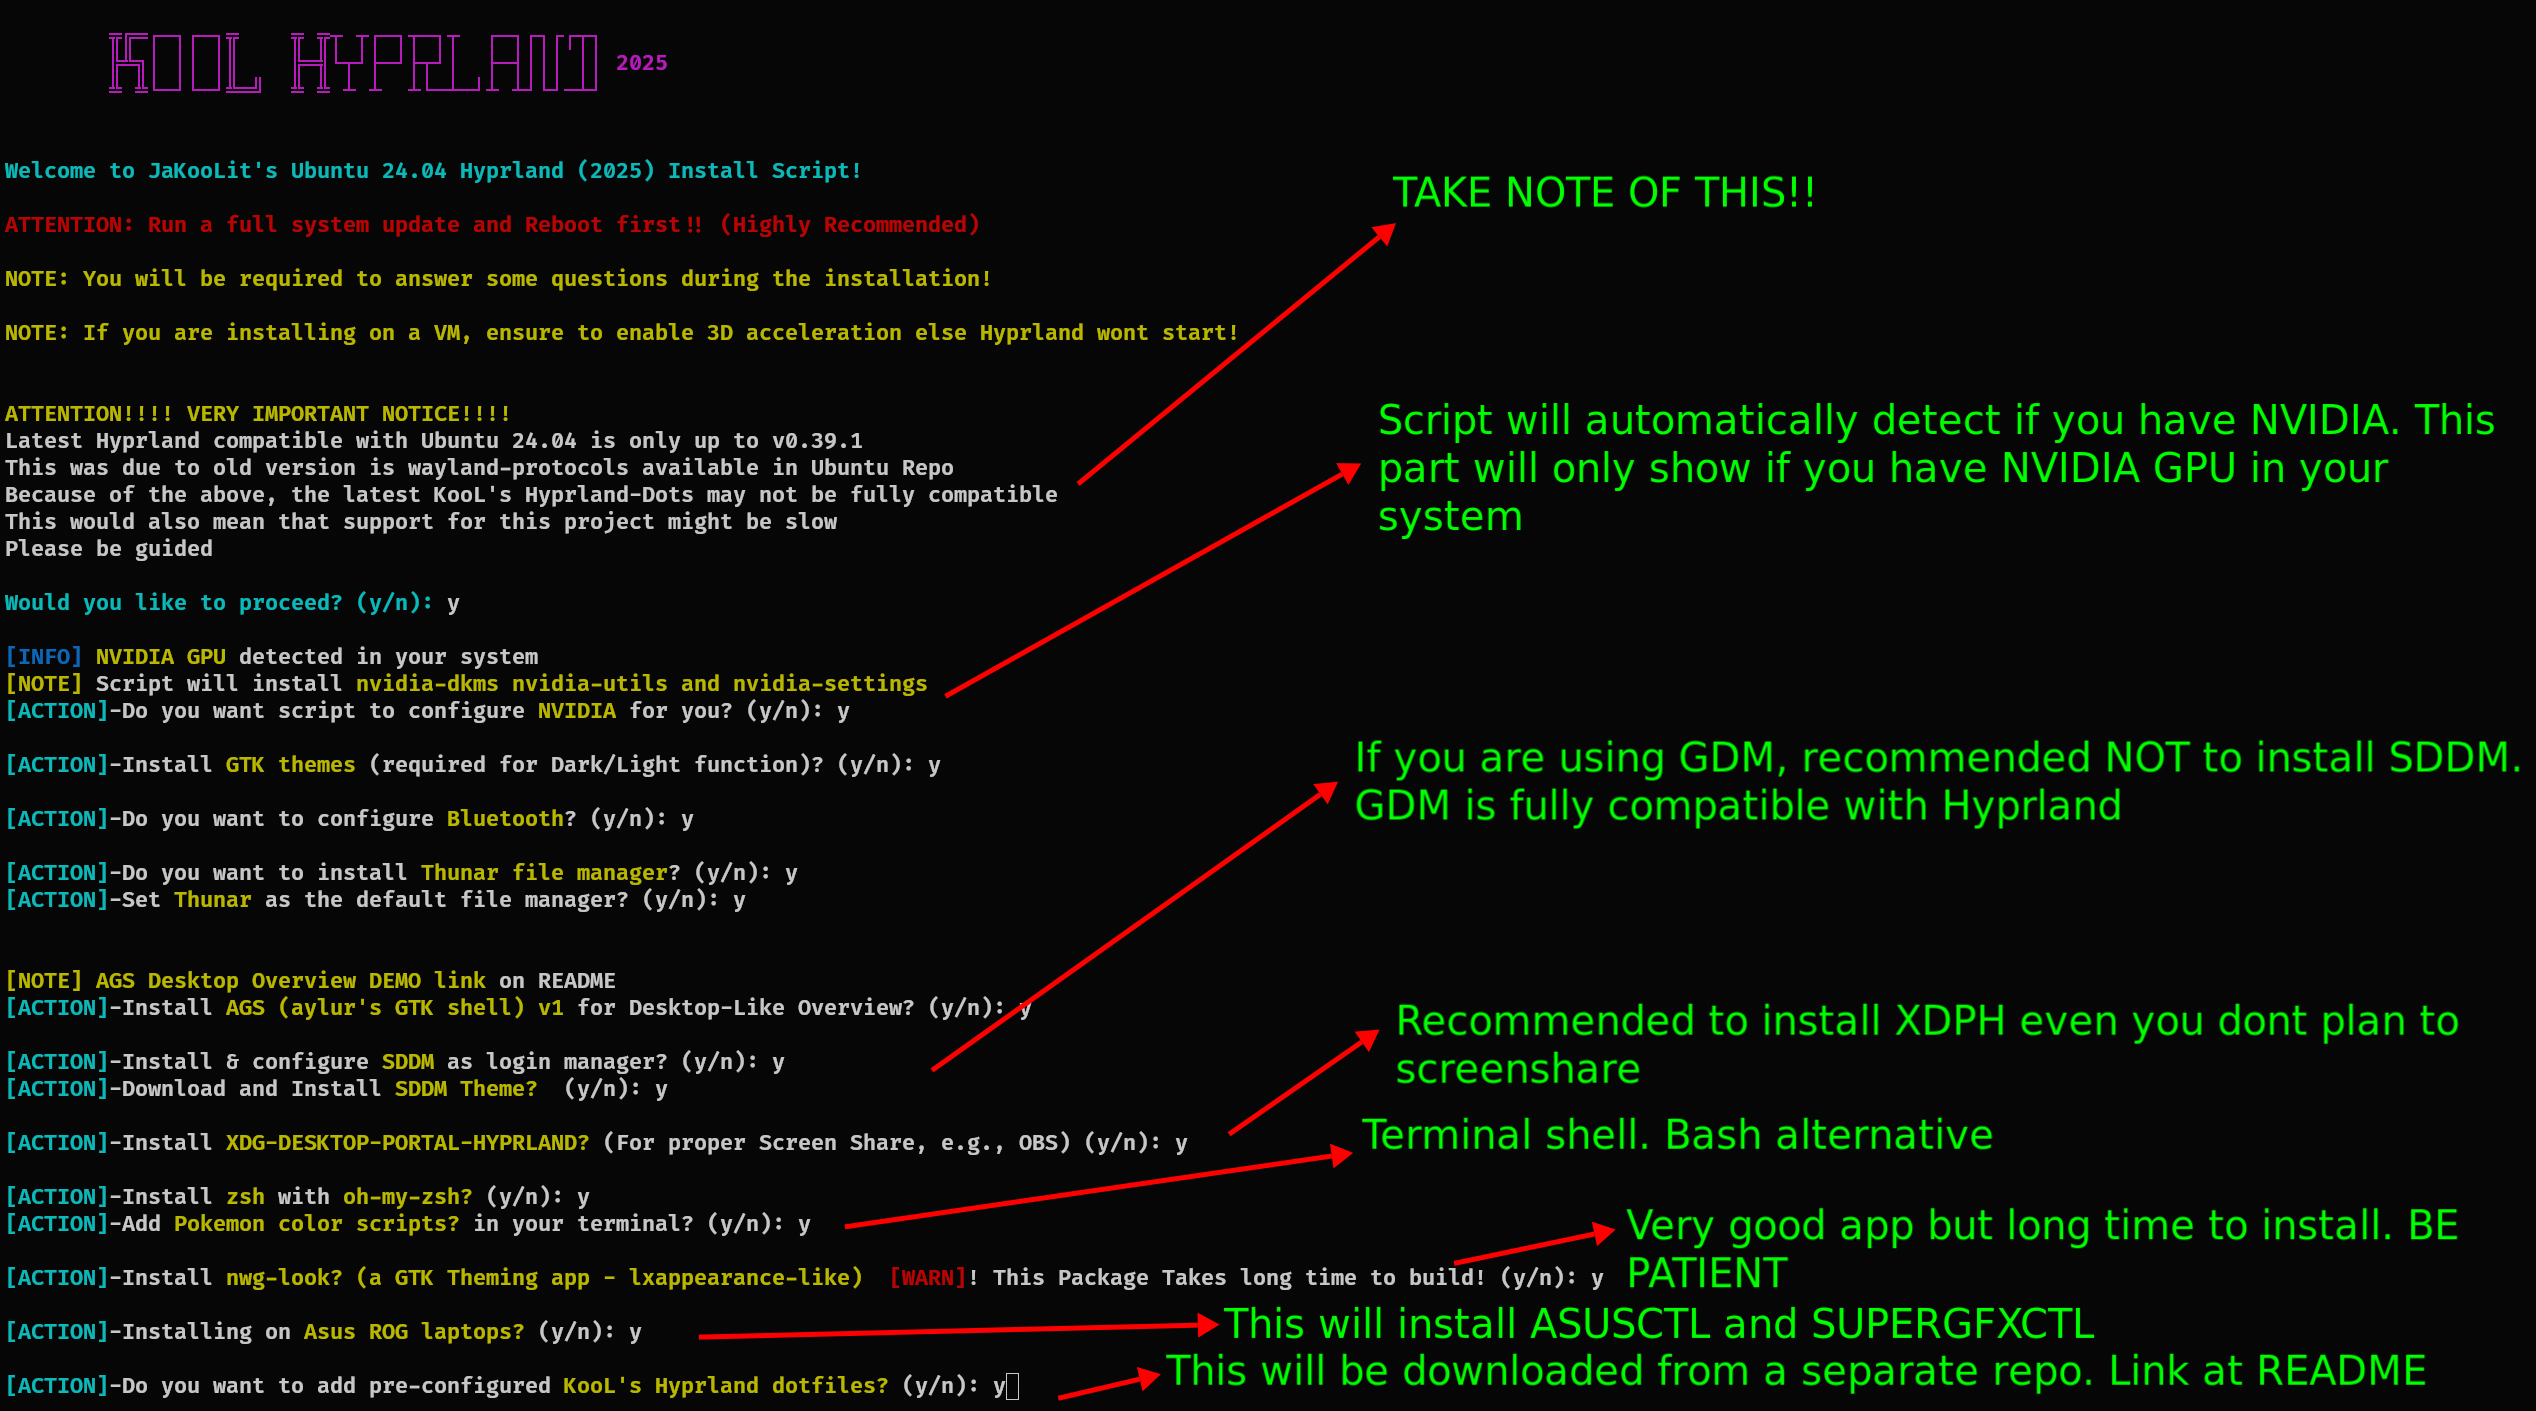 KOOL HYPRLAND 2025
Welcome to JaKooLit's Ubuntu 24.04 Hyprland (2025) Install Script!
TAKE NOTE OF THIS!!
ATTENTION: Run a full system update and Reboot first!! (Highly Recommended)
NOTE: You will be required to answer some questions during the installation!
NOTE: If you are installing on a VM, ensure to enable 3D acceleration else Hyprland wont start!
ATTENTION!!!! VERY IMPORTANT NOTICE!!!!
Latest Hyprland compatible with Ubuntu 24.04 is only up to v0.39.1
This was due to old version is wayland-protocols available in Ubuntu Repo
Because of the above, the latest KooL's Hyprland-Dots may not be fully compatible
This would also mean that support for this project might be slow
Please be guided
Script will automatically detect if you have NVIDIA. This
part will only show if you have NVIDIA GPU in your
system
Would you like to proceed? (y/n): y
[INFO] NVIDIA GPU detected in your system
[NOTE] Script will install nvidia-dkms nvidia-utils and nvidia-settings
[ACTION]-Do you want script to configure NVIDIA for you? (y/n): y
[ACTION]-Install GTK themes (required for Dark/Light function)? (y/n): y
If you are using GDM, recommended NOT to install SDDM.
GDM is fully compatible with Hyprland
[ACTION]-Do you want to configure Bluetooth? (y/n): y
[ACTION]-Do you want to install Thunar file manager? (y/n): y
[ACTION]-Set Thunar as the default file manager? (y/n): y
[NOTE] AGS Desktop Overview DEMO link on README
[ACTION]-Install AGS (aylur's GTK shell) v1 for Desktop-Like Overview? (y/n): y
Recommended to install XDPH even you dont plan to
screenshare
[ACTION]-Install & configure SDDM as login manager? (y/n): y
[ACTION]-Download and Install SDDM Theme?  (y/n): y
[ACTION]-Install XDG-DESKTOP-PORTAL-HYPRLAND? (For proper Screen Share, e.g., OBS) (y/n): y
Terminal shell. Bash alternative
[ACTION]-Install zsh with oh-my-zsh? (y/n): y
[ACTION]-Add Pokemon color scripts? in your terminal? (y/n): y
Very good app but long time to install. BE
PATIENT
[ACTION]-Install nwg-look? (a GTK Theming app - lxappearance-like)  [WARN]! This Package Takes long time to build! (y/n): y
[ACTION]-Installing on Asus ROG laptops? (y/n): y
This will install ASUSCTL and SUPERGFXCTL
[ACTION]-Do you want to add pre-configured KooL's Hyprland dotfiles? (y/n): y
This will be downloaded from a separate repo. Link at README